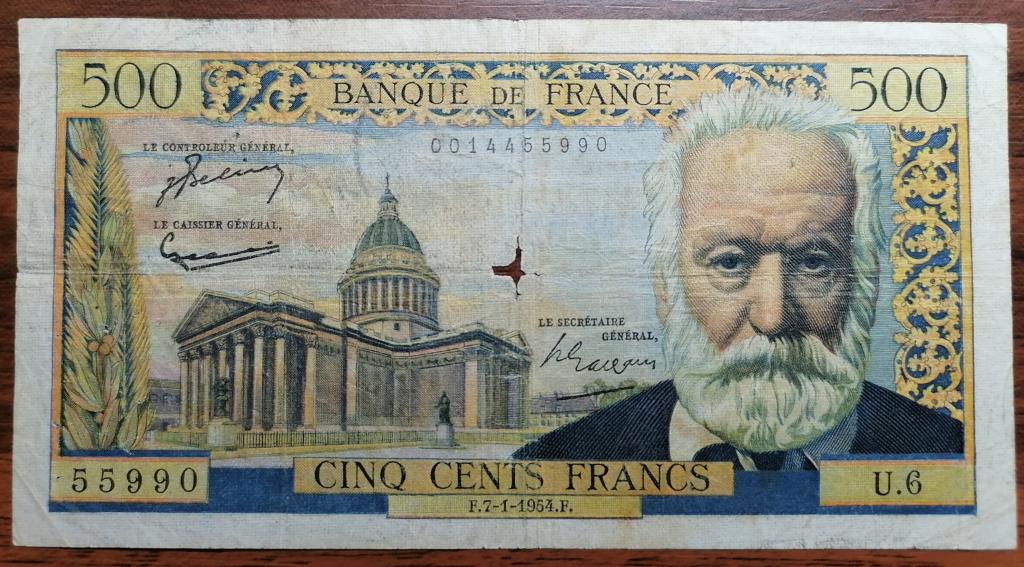 500 BANQUE DE FRANCE 500
0014455990
LE CONTROLEUR GÉNÉRAL,
LE CAISSIER GÉNÉRAL,
LE SECRÉTAIRE
GÉNÉRAL,
55990 CINQ CENTS FRANCS U.6
F.7-1-1954.F.